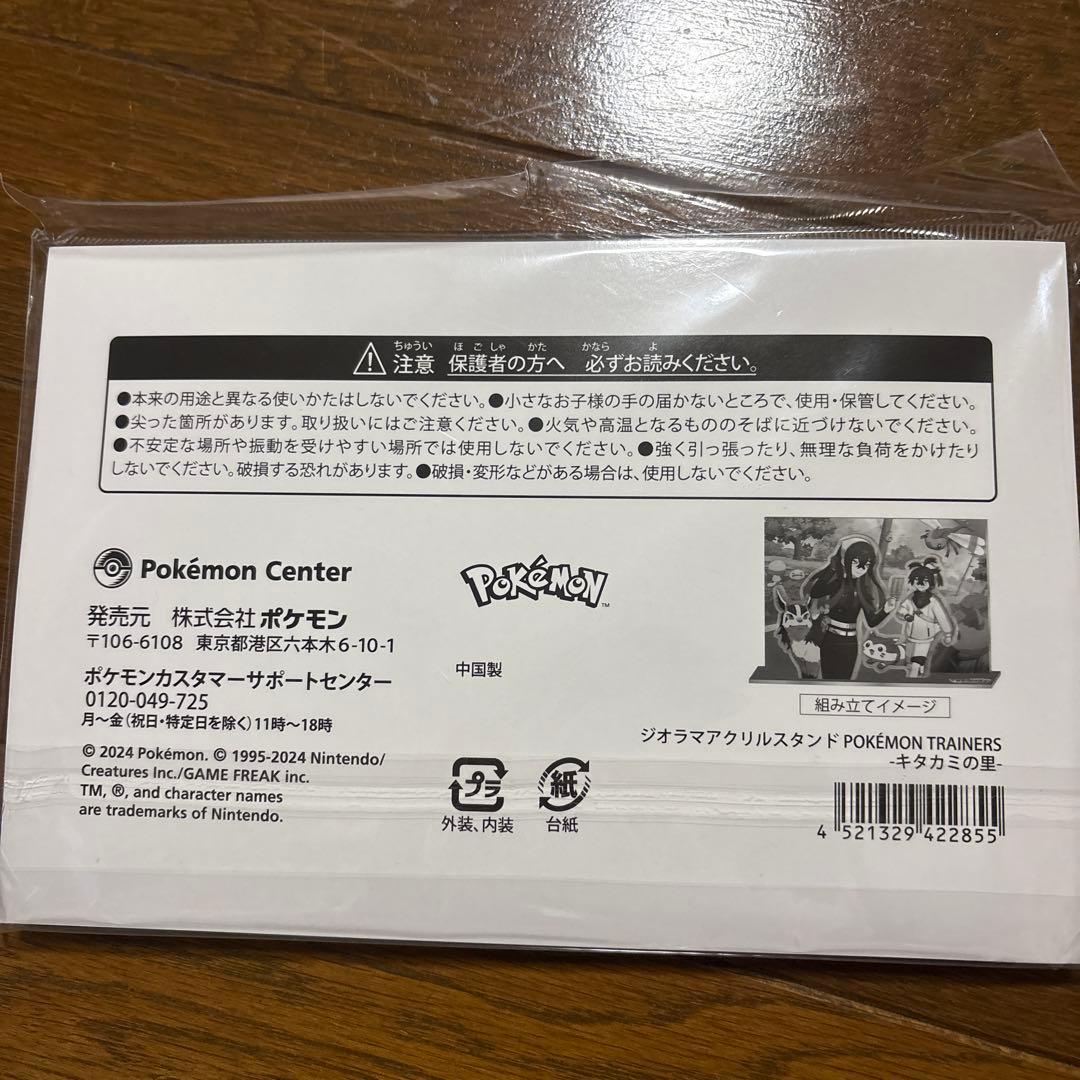 注意 保護者の方へ 必ずお読みください。
ちゅうい ほごしゃ かた かなら よ
●本来の用途と異なる使いかたはしないでください。●小さなお子様の手の届かないところで、使用・保管してください。
●尖った箇所があります。取り扱いにはご注意ください。●火気や高温となるもののそばに近づけないでください。
●不安定な場所や振動を受けやすい場所では使用しないでください。●強く引っ張ったり、無理な負荷をかけたり
しないでください。破損する恐れがあります。●破損・変形などがある場合は、使用しないでください。
Pokémon Center
発売元 株式会社ポケモン
〒106-6108 東京都港区六本木6-10-1
ポケモンカスタマーサポートセンター
0120-049-725
月〜金(祝日・特定日を除く)11時〜18時
© 2024 Pokémon. © 1995-2024 Nintendo/
Creatures Inc./GAME FREAK inc.
TM, ®, and character names
are trademarks of Nintendo.
POKÉMON™
中国製
プラ
外装、内装
紙
台紙
組み立てイメージ
ジオラマアクリルスタンド POKÉMON TRAINERS
-キタカミの里-
4 521329 422855